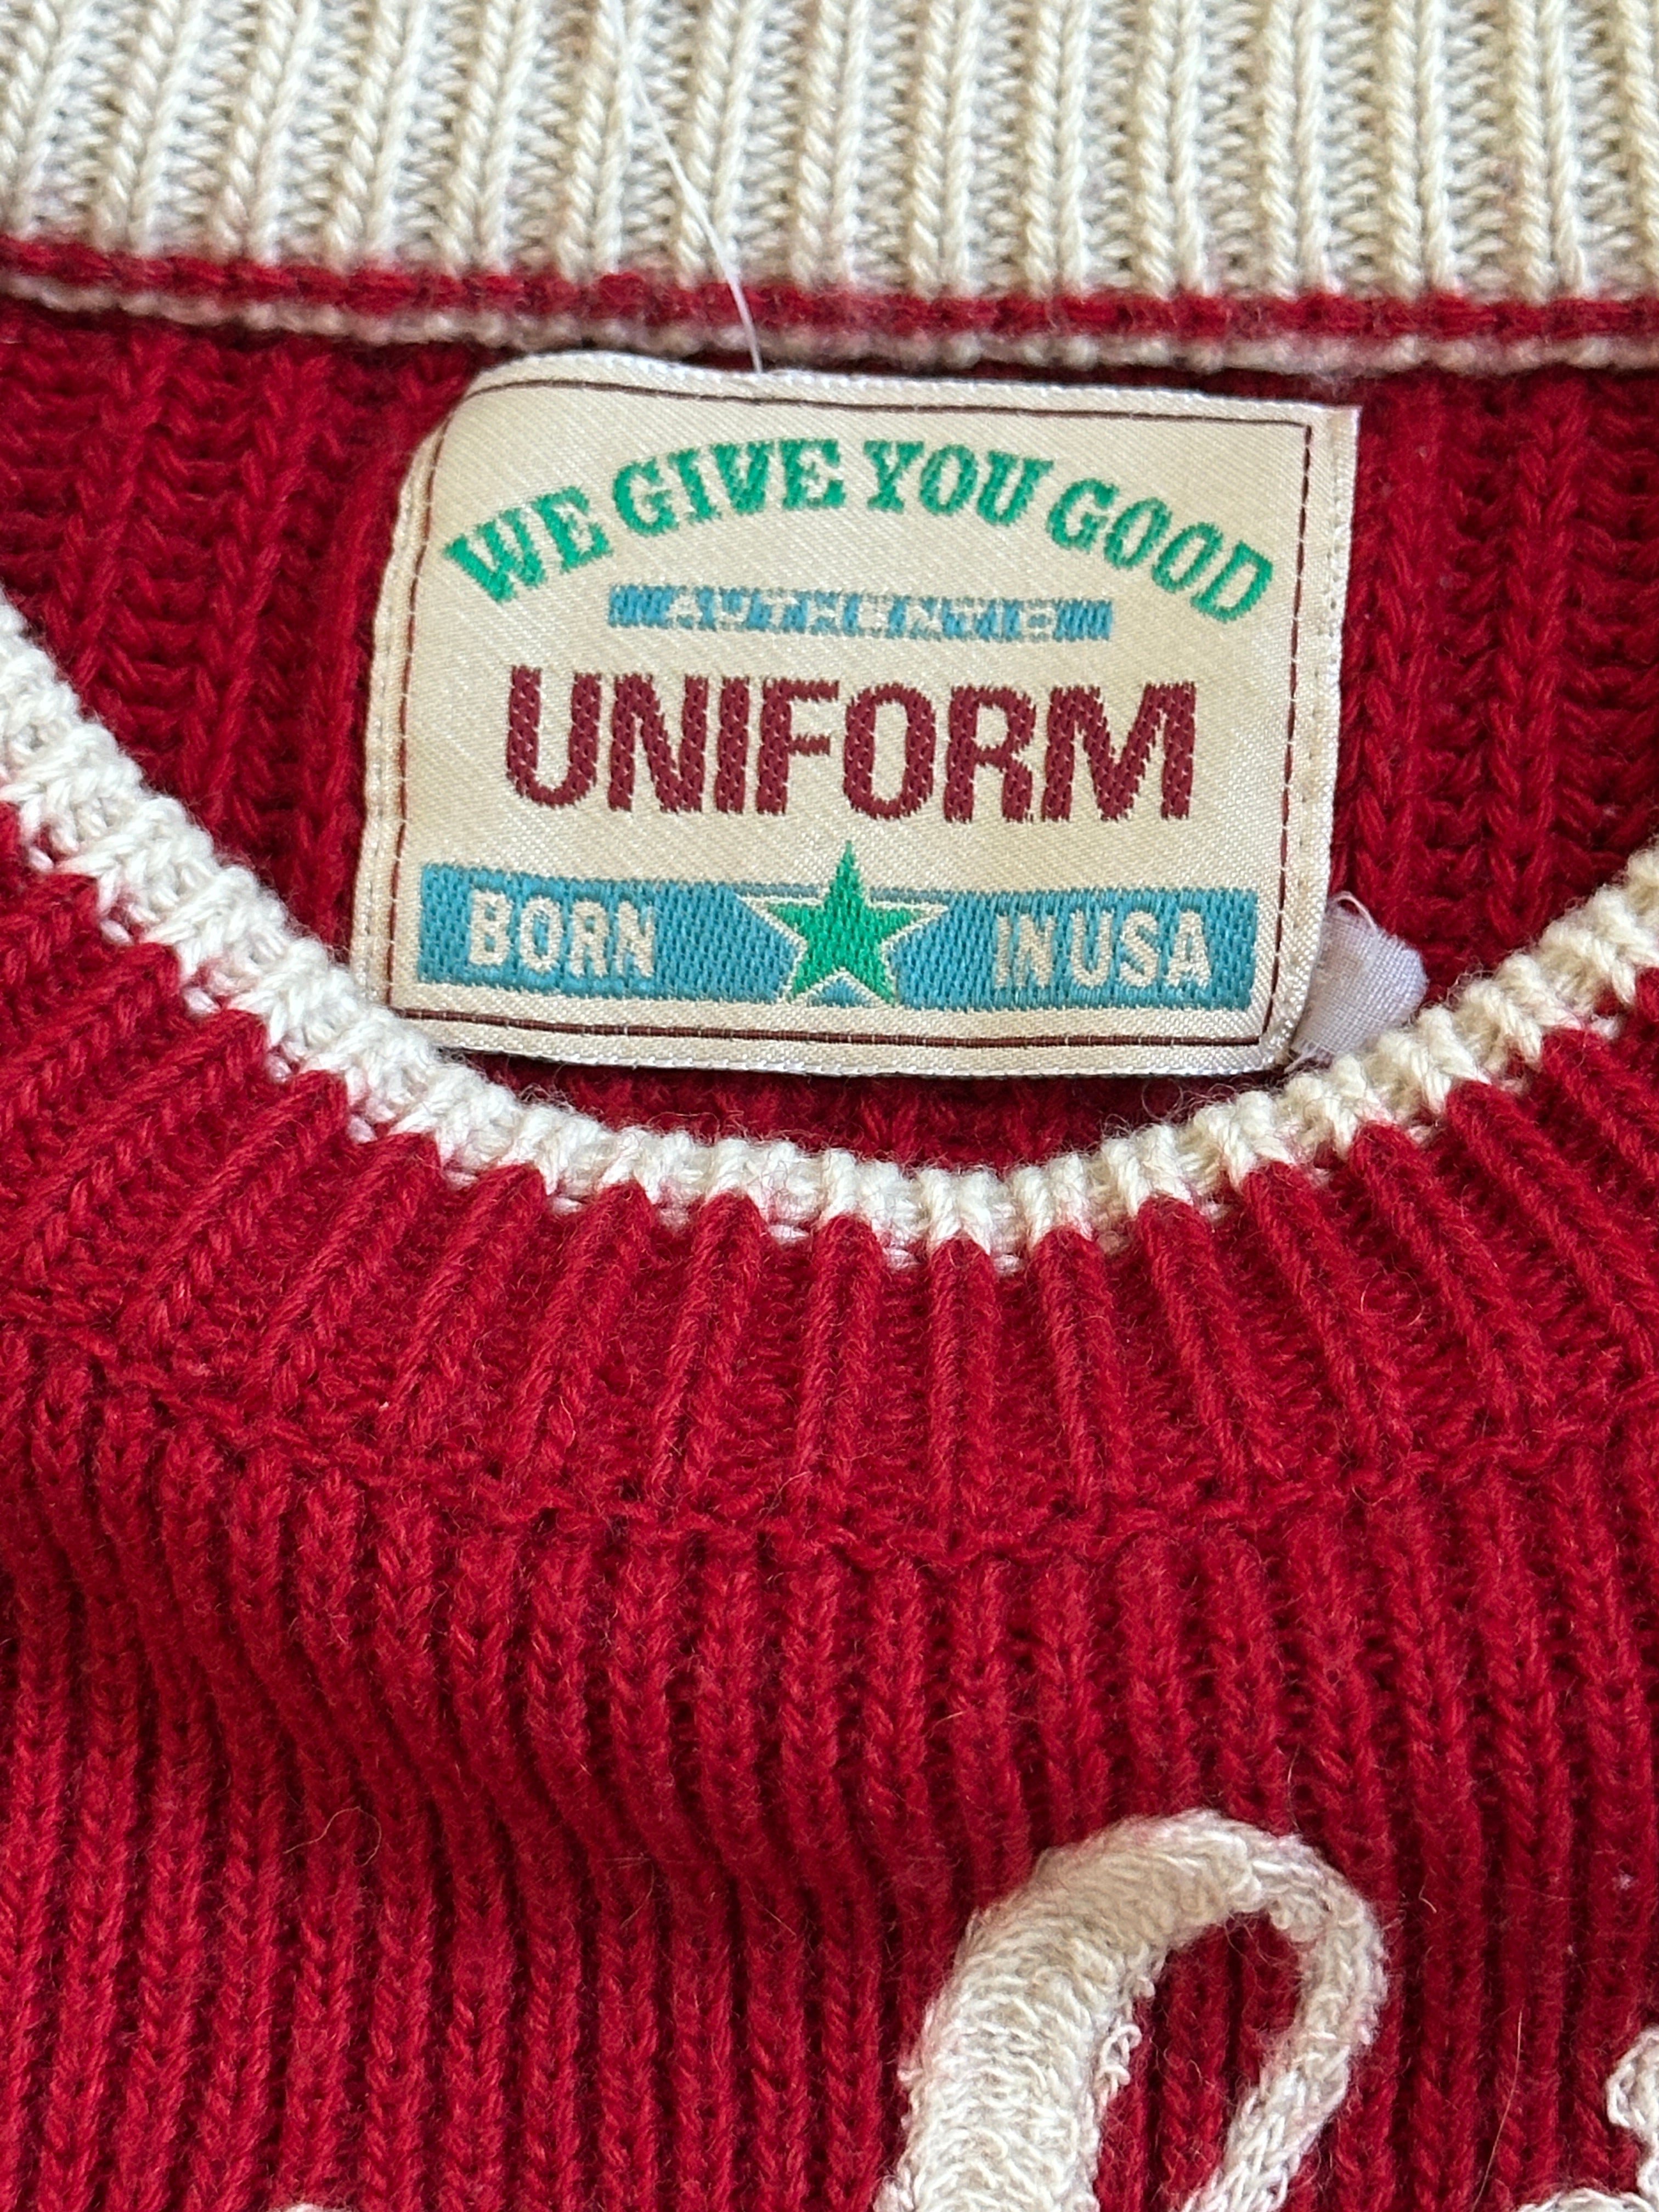 WE GIVE YOU GOOD
AUTHENTIC
UNIFORM
BORN IN USA